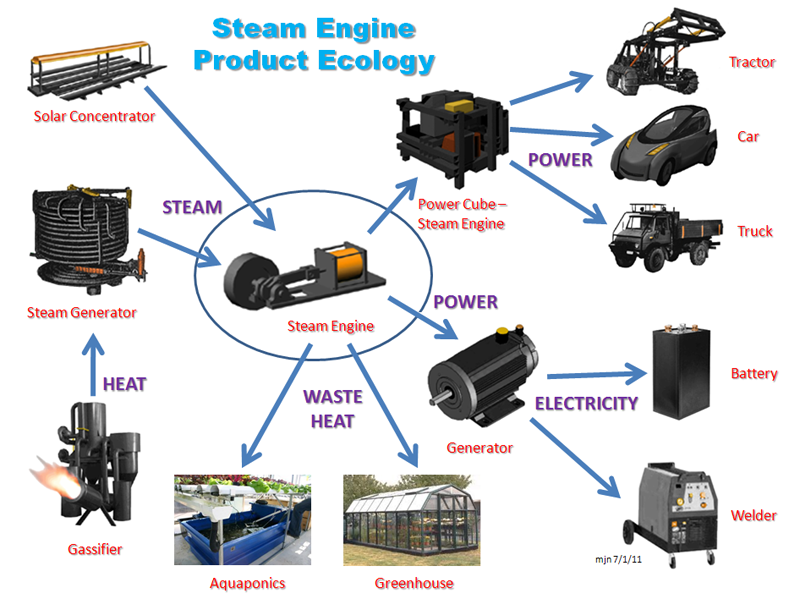 Steam Engine
Product Ecology
Solar Concentrator
Tractor
Car
POWER
STEAM
Power Cube –
Steam Engine
Truck
Steam Generator
POWER
Steam Engine
HEAT
WASTE
HEAT
Battery
ELECTRICITY
Generator
Welder
Gassifier
mjn 7/1/11
Aquaponics
Greenhouse